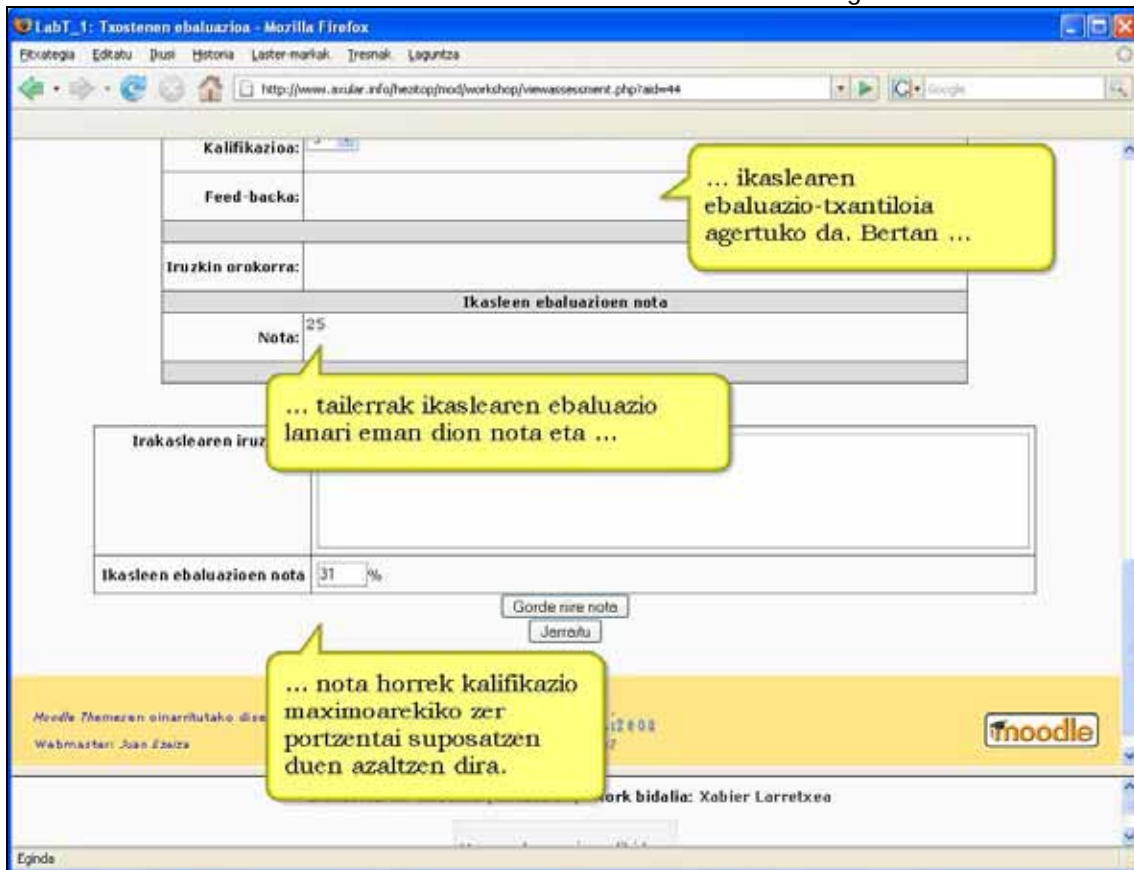 LabT_1: Txostenen ebaluazioa - Mozilla Firefox
Fitxategia Editatu Ikusi Historia Laster-markak Tresnak Laguntza
http://www.axular.info/hezitop/mod/workshop/viewassessment.php?aid=44
Google
Kalifikazioa:
... ikaslearen
ebaluazio-txantiloia
agertuko da. Bertan ...
Feed-backa:
Iruzkin orokorra:
Ikasleen ebaluazioen nota
Nota: 25
... tailerrak ikaslearen ebaluazio
lanari eman dion nota eta ...
Irakaslearen iruz
Ikasleen ebaluazioen nota 31 %
Gorde nire nota
Jarraitu
... nota horrek kalifikazio
maximoarekiko zer
portzentai suposatzen
duen azaltzen dira.
Moodle Themezen oinarritutako dise
Webmaster: Juan Ezeiza
moodle
ork bidalia: Xabier Larretxea
Eginda